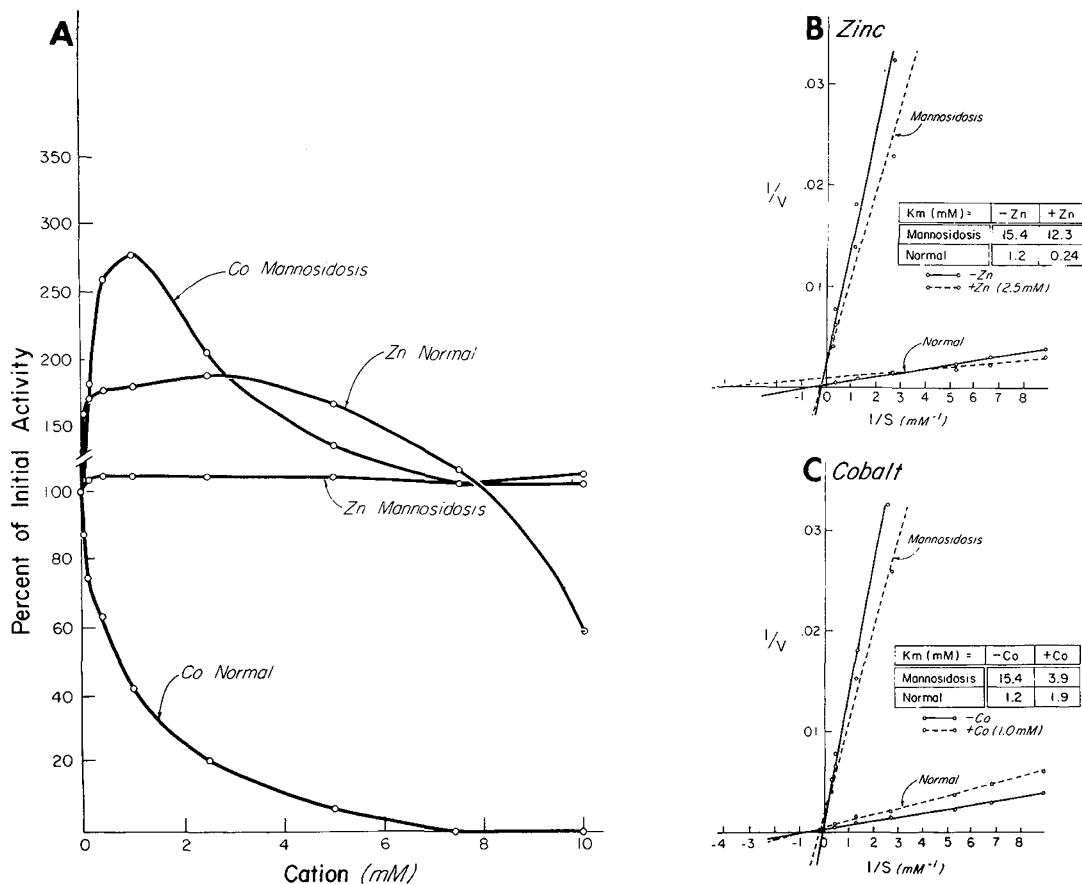 A
350
300
250
200
150
100
80
60
40
20
0
2
4
6
8
10
Percent of Initial Activity
Cation (mM)
Co Mannosidosis
Zn Normal
Zn Mannosidosis
Co Normal
B Zinc
.03
.02
.01
1/V
Mannosidosis
Km (mM) = -Zn +Zn
Mannosidosis 15.4 12.3
Normal 1.2 0.24
-Zn
+Zn (2.5mM)
Normal
-4 -3 -2 -1 0 1 2 3 4 5 6 7 8
1/S (mM⁻¹)
C Cobalt
.03
.02
.01
1/V
Mannosidosis
Km (mM) = -Co +Co
Mannosidosis 15.4 3.9
Normal 1.2 1.9
-Co
+Co (1.0mM)
Normal
-4 -3 -2 -1 0 1 2 3 4 5 6 7 8
1/S (mM⁻¹)